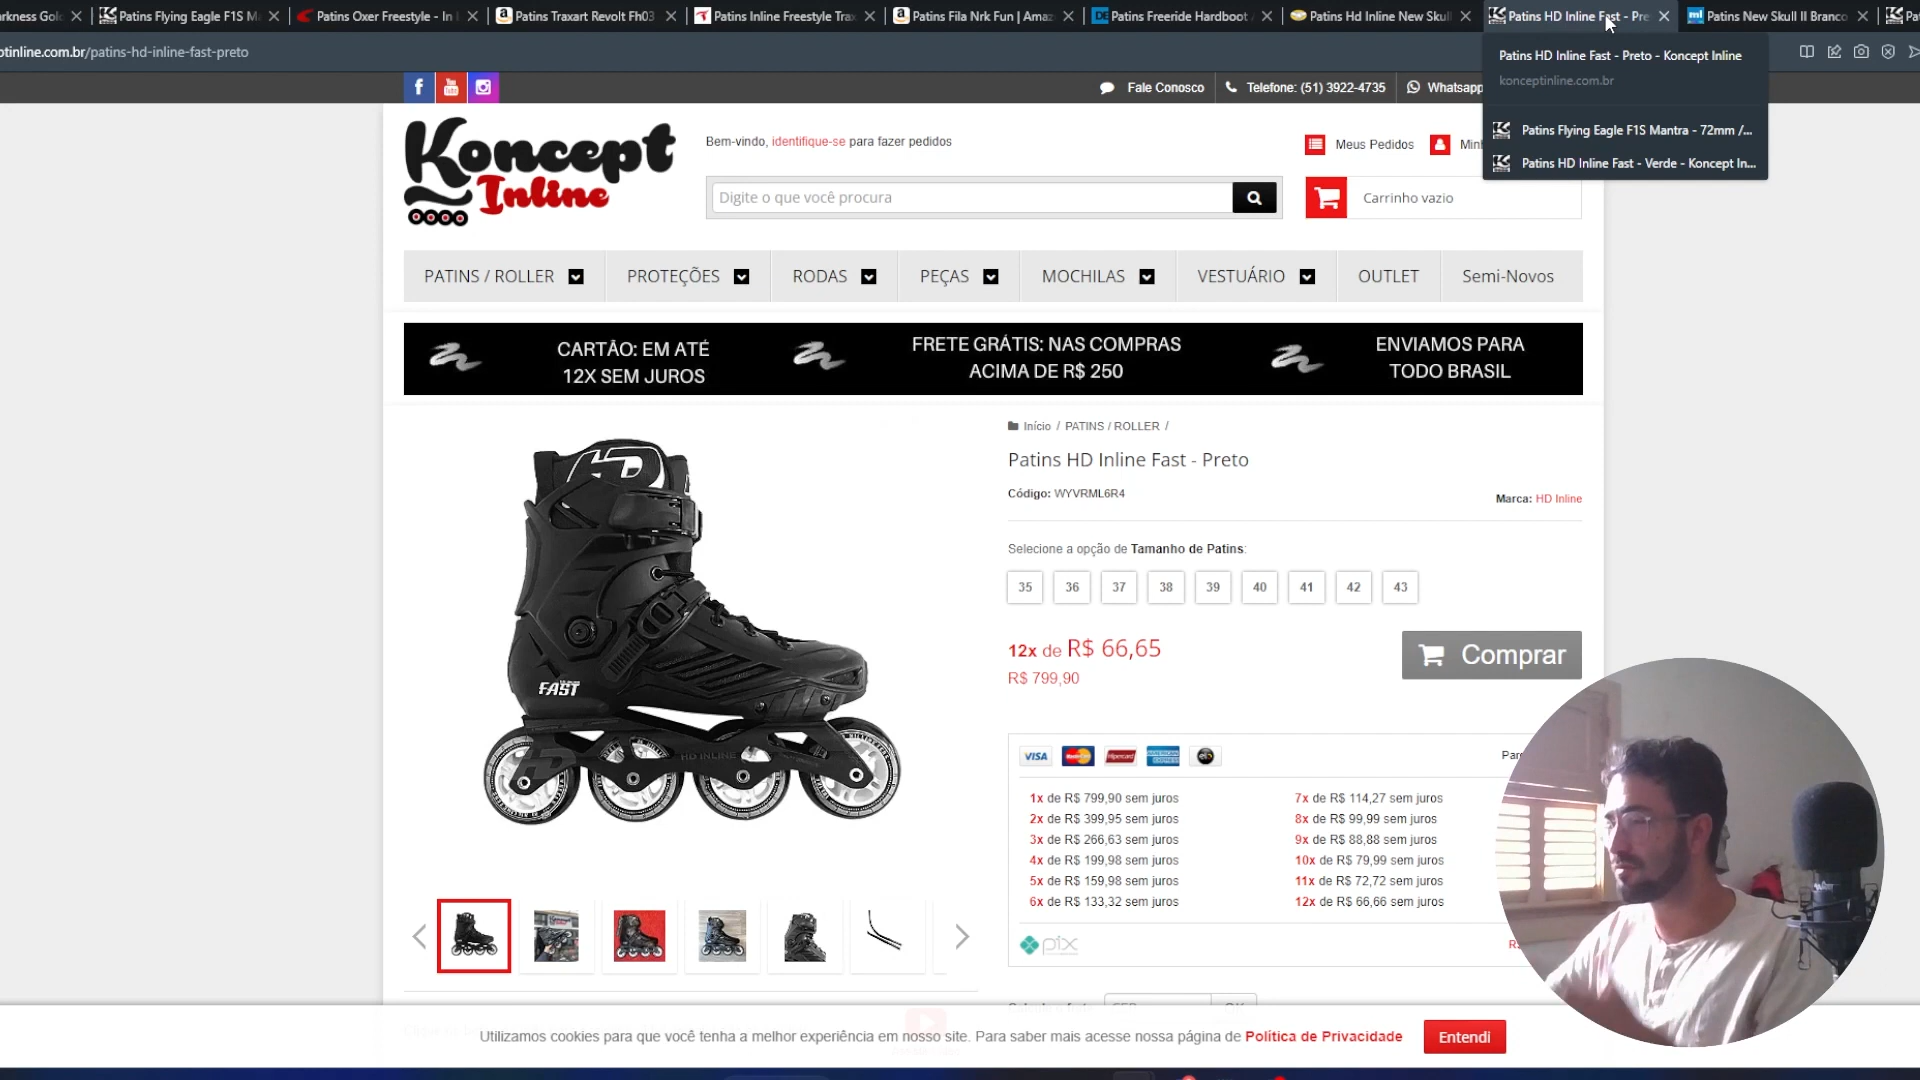 arkness Gold
Patins Flying Eagle F1S M
Patins Oxer Freestyle - In
Patins Traxart Revolt Fh03
Patins Inline Freestyle Trax
Patins Fila Nrk Fun | Amaz
Patins Freeride Hardboot
Patins Hd Inline New Skull
Patins HD Inline Fast - Pre
Patins New Skull II Branco
ptinline.com.br/patins-hd-inline-fast-preto
Patins HD Inline Fast - Preto - Koncept Inline
konceptinline.com.br
Patins Flying Eagle F1S Mantra - 72mm /...
Patins HD Inline Fast - Verde - Koncept In...
Fale Conosco
Telefone: (51) 3922-4735
Whatsapp
Koncept
Inline
Bem-vindo, identifique-se para fazer pedidos
Meus Pedidos
Minh
Digite o que você procura
Carrinho vazio
PATINS / ROLLER
PROTEÇÕES
RODAS
PEÇAS
MOCHILAS
VESTUÁRIO
OUTLET
Semi-Novos
CARTÃO: EM ATÉ
12X SEM JUROS
FRETE GRÁTIS: NAS COMPRAS
ACIMA DE R$ 250
ENVIAMOS PARA
TODO BRASIL
Início / PATINS / ROLLER /
Patins HD Inline Fast - Preto
Código: WYVRML6R4
Marca: HD Inline
Selecione a opção de Tamanho de Patins:
35 36 37 38 39 40 41 42 43
12x de R$ 66,65
R$ 799,90
Comprar
HD
FAST
HD INLINE
VISA
Parc
1x de R$ 799,90 sem juros
2x de R$ 399,95 sem juros
3x de R$ 266,63 sem juros
4x de R$ 199,98 sem juros
5x de R$ 159,98 sem juros
6x de R$ 133,32 sem juros
7x de R$ 114,27 sem juros
8x de R$ 99,99 sem juros
9x de R$ 88,88 sem juros
10x de R$ 79,99 sem juros
11x de R$ 72,72 sem juros
12x de R$ 66,66 sem juros
pix
R$
Utilizamos cookies para que você tenha a melhor experiência em nosso site. Para saber mais acesse nossa página de Política de Privacidade
Entendi